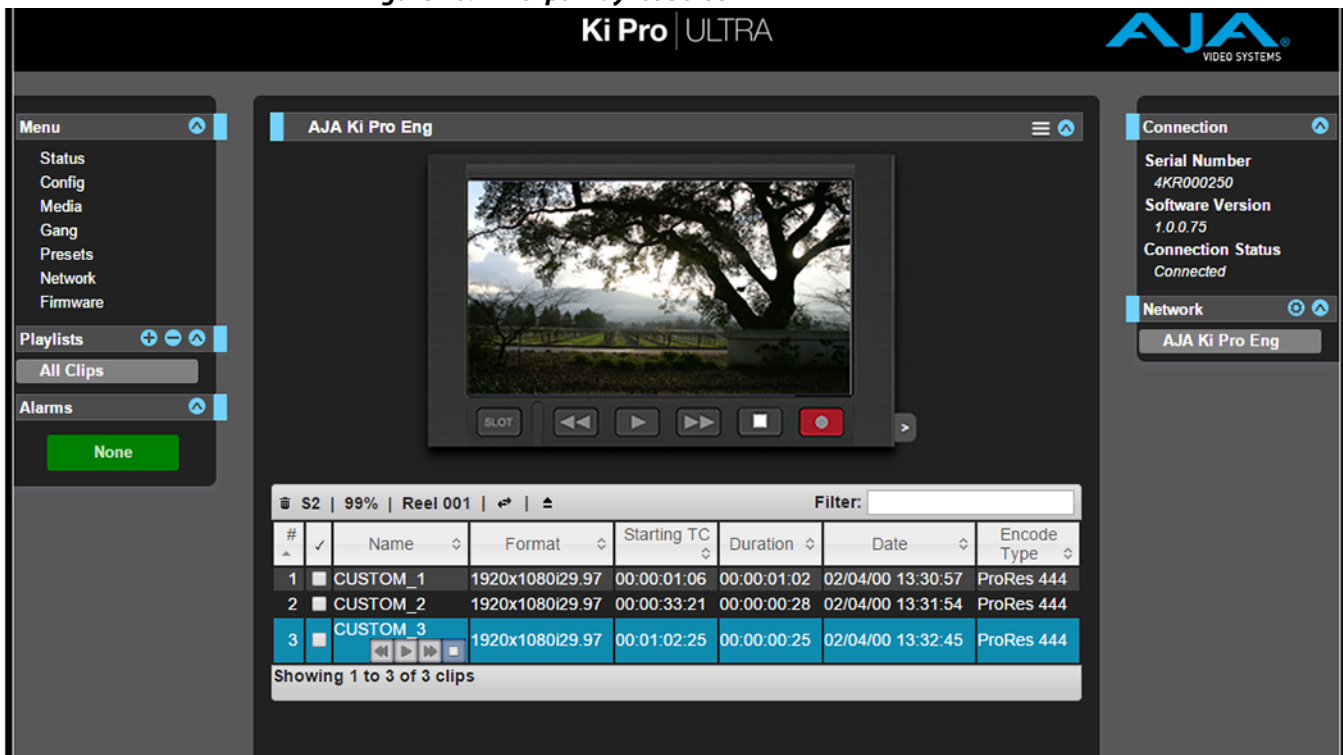 Ki Pro | ULTRA
AJA®
VIDEO SYSTEMS
Menu
Status
Config
Media
Gang
Presets
Network
Firmware
Playlists
All Clips
Alarms
None
AJA Ki Pro Eng
SLOT
>
S2 | 99% | Reel 001 | |
Filter:
# ✓ Name Format Starting TC Duration Date Encode Type
1 CUSTOM_1 1920x1080i29.97 00:00:01:06 00:00:01:02 02/04/00 13:30:57 ProRes 444
2 CUSTOM_2 1920x1080i29.97 00:00:33:21 00:00:00:28 02/04/00 13:31:54 ProRes 444
3 CUSTOM_3 1920x1080i29.97 00:01:02:25 00:00:00:25 02/04/00 13:32:45 ProRes 444
Showing 1 to 3 of 3 clips
Connection
Serial Number
4KR000250
Software Version
1.0.0.75
Connection Status
Connected
Network
AJA Ki Pro Eng